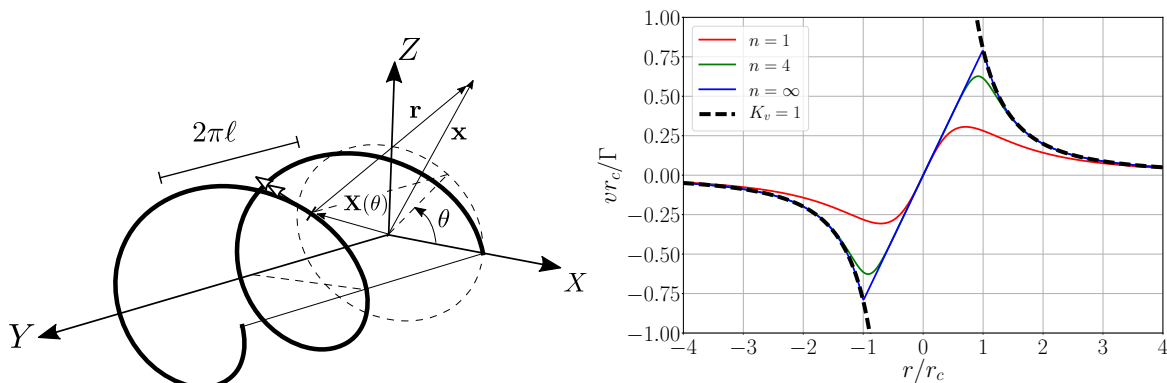 Z
r
x
2πℓ
X(θ)
θ
X
Y
1.00
0.75
0.50
0.25
0.00
−0.25
−0.50
−0.75
−1.00
vr_c/Γ
n = 1
n = 4
n = ∞
K_v = 1
−4 −3 −2 −1 0 1 2 3 4
r/r_c